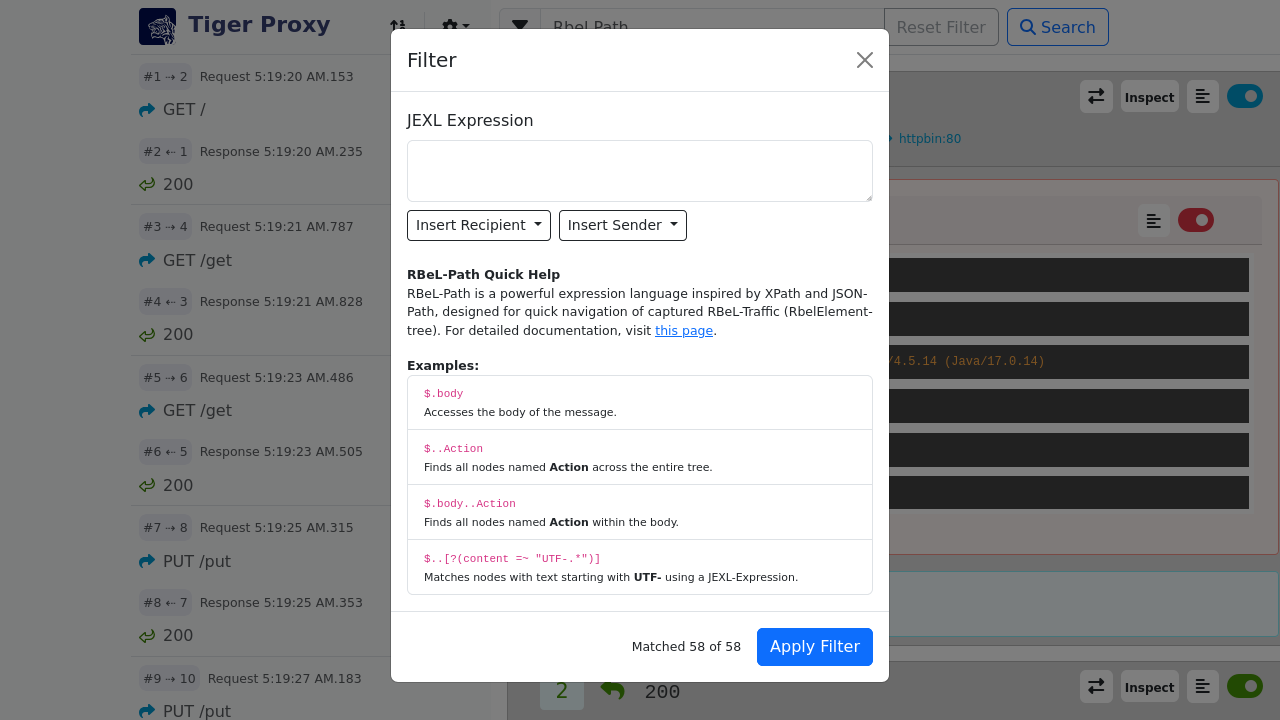 Tiger Proxy
Rbel Path
Reset Filter
Search
#1 ⇢ 2 Request 5:19:20 AM.153
GET /
#2 ⇠ 1 Response 5:19:20 AM.235
200
#3 ⇢ 4 Request 5:19:21 AM.787
GET /get
#4 ⇠ 3 Response 5:19:21 AM.828
200
#5 ⇢ 6 Request 5:19:23 AM.486
GET /get
#6 ⇠ 5 Response 5:19:23 AM.505
200
#7 ⇢ 8 Request 5:19:25 AM.315
PUT /put
#8 ⇠ 7 Response 5:19:25 AM.353
200
#9 ⇢ 10 Request 5:19:27 AM.183
PUT /put
Filter
JEXL Expression
Insert Recipient
Insert Sender
RBeL-Path Quick Help
RBeL-Path is a powerful expression language inspired by XPath and JSON-
Path, designed for quick navigation of captured RBeL-Traffic (RbelElement-
tree). For detailed documentation, visit this page.
Examples:
$.body
Accesses the body of the message.
$..Action
Finds all nodes named Action across the entire tree.
$.body..Action
Finds all nodes named Action within the body.
$..[?(content =~ "UTF-.*")]
Matches nodes with text starting with UTF- using a JEXL-Expression.
Matched 58 of 58
Apply Filter
Inspect
httpbin:80
/4.5.14 (Java/17.0.14)
2
200
Inspect